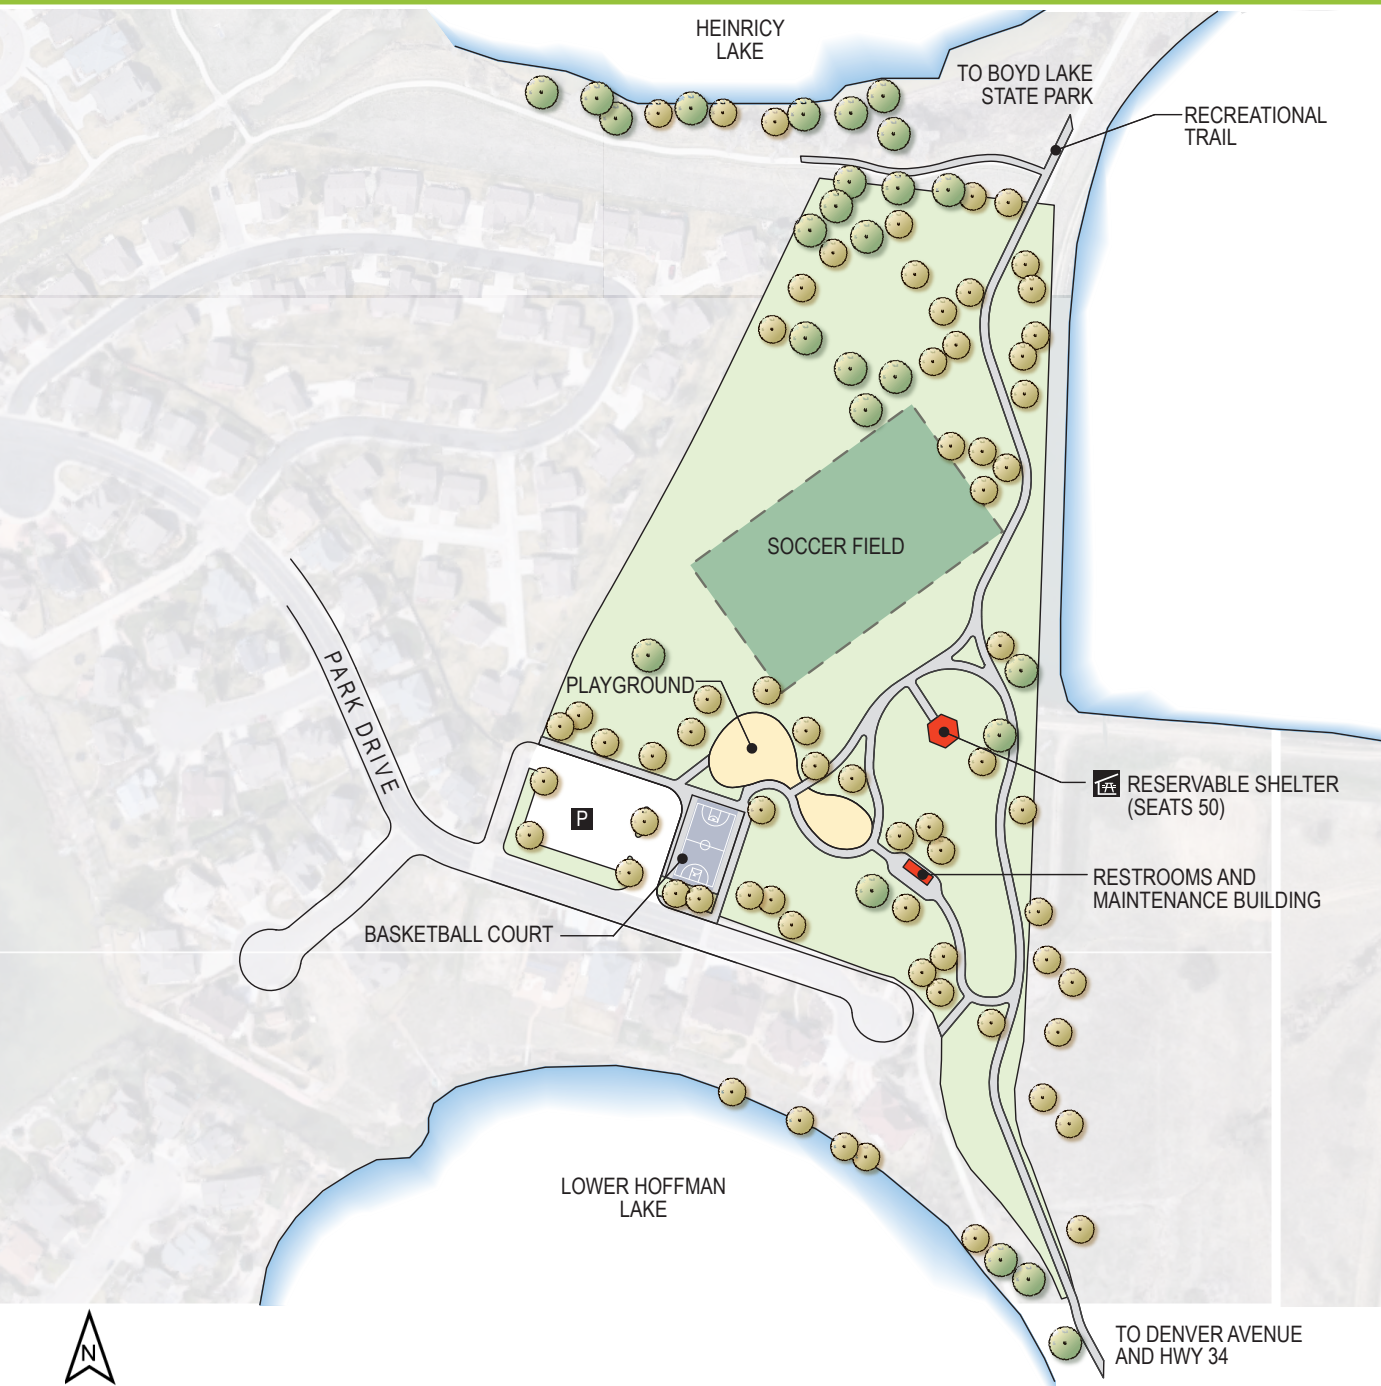 HEINRICY
LAKE
TO BOYD LAKE
STATE PARK
RECREATIONAL
TRAIL
SOCCER FIELD
PLAYGROUND
PARK DRIVE
P
RESERVABLE SHELTER
(SEATS 50)
RESTROOMS AND
MAINTENANCE BUILDING
BASKETBALL COURT
LOWER HOFFMAN
LAKE
N
TO DENVER AVENUE
AND HWY 34